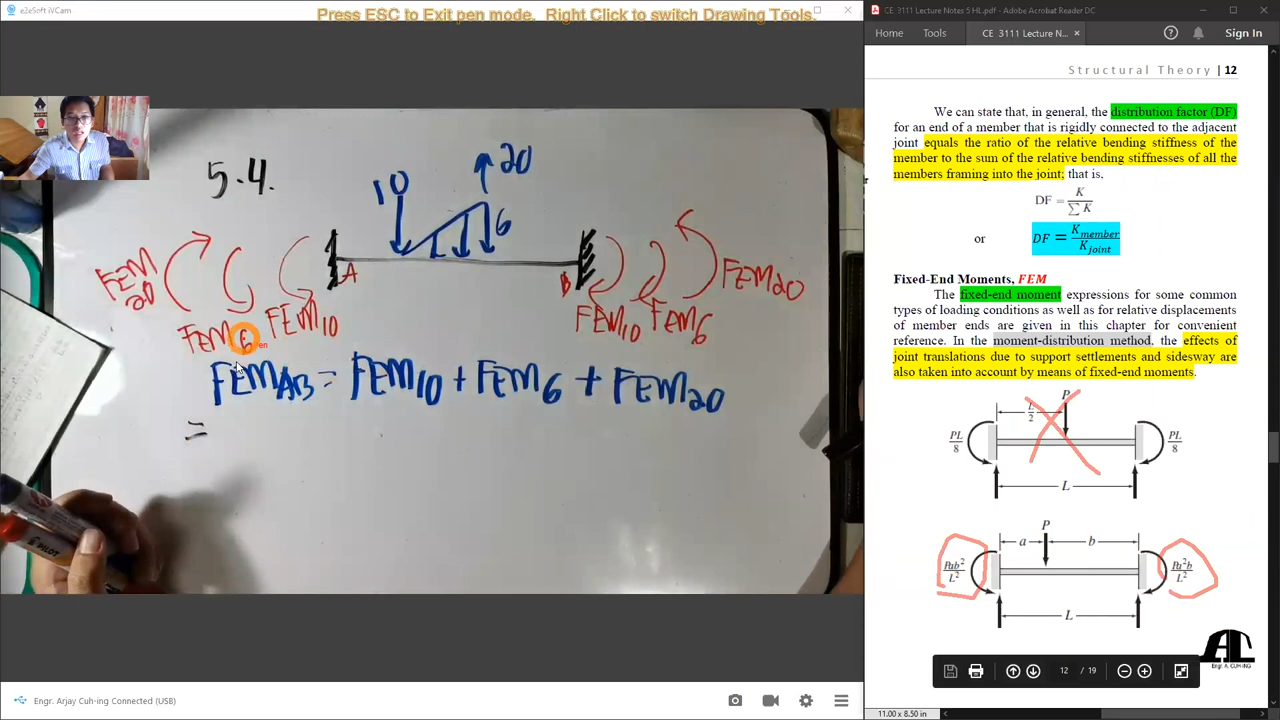 e2eSoft iVCam
Press ESC to Exit pen mode. Right Click to switch Drawing Tools.
CE 3111 Lecture Notes 5 HL.pdf - Adobe Acrobat Reader DC
Home
Tools
CE 3111 Lecture N...
×
Sign In
Structural Theory | 12
We can state that, in general, the distribution factor (DF)
for an end of a member that is rigidly connected to the adjacent
joint equals the ratio of the relative bending stiffness of the
member to the sum of the relative bending stiffnesses of all the
members framing into the joint; that is,
DF = K / ∑ K
or
DF = K_member / K_joint
Fixed-End Moments, FEM
The fixed-end moment expressions for some common
types of loading conditions as well as for relative displacements
of member ends are given in this chapter for convenient
reference. In the moment-distribution method, the effects of
joint translations due to support settlements and sidesway are
also taken into account by means of fixed-end moments.
L/2
P
PL/8
PL/8
L
P
a
b
Pab²/L²
Pa²b/L²
L
Engr. A. CUH-ING
12 / 19
11.00 x 8.50 in
5.4.
10
20
6
A
B
FEM20
FEM6
FEM10
FEM10
FEM6
FEM20
FEMAB = FEM10 + FEM6 + FEM20
=
PILOT
Engr. Arjay Cuh-ing Connected (USB)